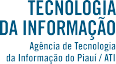 TECNOLOGIA
DA INFORMAÇÃO
Agência de Tecnologia
da Informação do Piauí / ATI